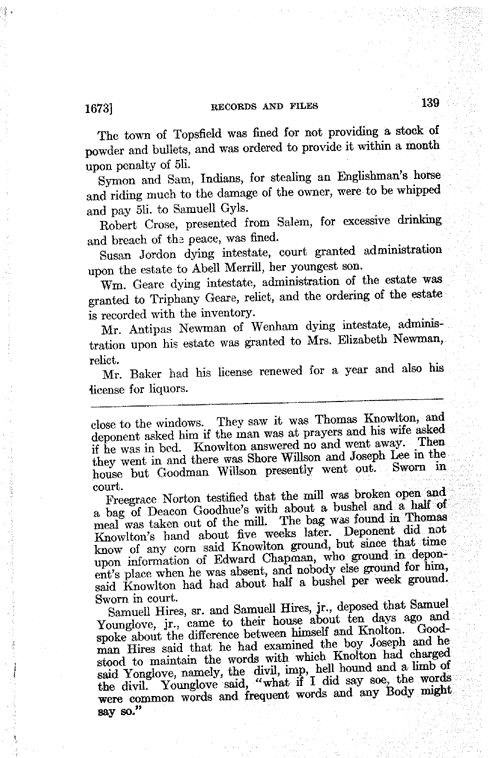 1673]
RECORDS AND FILES
139
The town of Topsfield was fined for not providing a stock of
powder and bullets, and was ordered to provide it within a month
upon penalty of 5li.
Symon and Sam, Indians, for stealing an Englishman's horse
and riding much to the damage of the owner, were to be whipped
and pay 5li. to Samuell Gyls.
Robert Crose, presented from Salem, for excessive drinking
and breach of the peace, was fined.
Susan Jordon dying intestate, court granted administration
upon the estate to Abell Merrill, her youngest son.
Wm. Geare dying intestate, administration of the estate was
granted to Triphany Geare, relict, and the ordering of the estate
is recorded with the inventory.
Mr. Antipas Newman of Wenham dying intestate, adminis-
tration upon his estate was granted to Mrs. Elizabeth Newman,
relict.
Mr. Baker had his license renewed for a year and also his
license for liquors.
close to the windows. They saw it was Thomas Knowlton, and
deponent asked him if the man was at prayers and his wife asked
if he was in bed. Knowlton answered no and went away. Then
they went in and there was Shore Willson and Joseph Lee in the
house but Goodman Willson presently went out. Sworn in
court.
Freegrace Norton testified that the mill was broken open and
a bag of Deacon Goodhue's with about a bushel and a half of
meal was taken out of the mill. The bag was found in Thomas
Knowlton's hand about five weeks later. Deponent did not
know of any corn said Knowlton ground, but since that time
upon information of Edward Chapman, who ground in depon-
ent's place when he was absent, and nobody else ground for him,
said Knowlton had had about half a bushel per week ground.
Sworn in court.
Samuell Hires, sr. and Samuell Hires, jr., deposed that Samuel
Younglove, jr., came to their house about ten days ago and
spoke about the difference between himself and Knolton. Good-
man Hires said that he had examined the boy Joseph and he
stood to maintain the words with which Knolton had charged
said Yonglove, namely, the divil, imp, hell hound and a limb of
the divil. Younglove said, "what if I did say soe, the words
were common words and frequent words and any Body might
say so."